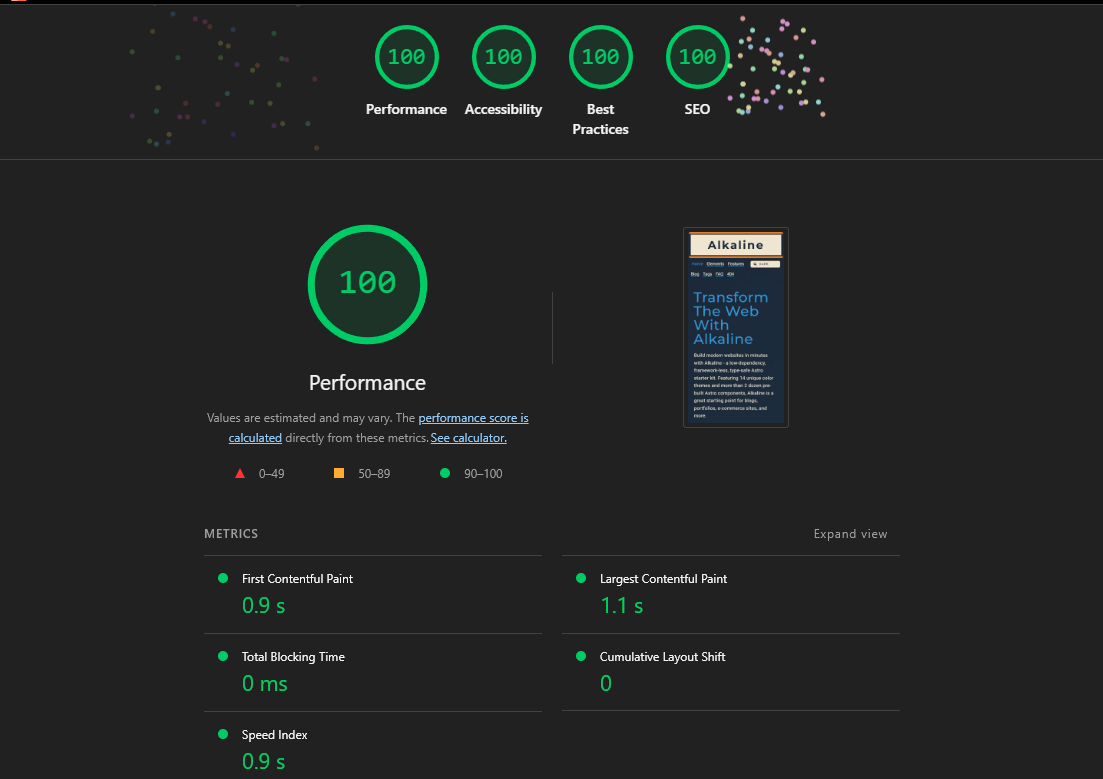 100
100
100
100
Performance
Accessibility
Best
Practices
SEO
100
Performance
Values are estimated and may vary. The performance score is
calculated directly from these metrics. See calculator.
0–49
50–89
90–100
Alkaline
Elements Features
Blog Tags FAQ 404
Transform
The Web
With
Alkaline
Build modern websites in minutes
with Alkaline - a low-dependency,
framework-less, type-safe Astro
starter kit. Featuring 14 unique color
themes and more than 2 dozen pre-
built Astro components, Alkaline is a
great starting point for blogs,
portfolios, e-commerce sites, and
more.
METRICS
Expand view
First Contentful Paint
0.9 s
Largest Contentful Paint
1.1 s
Total Blocking Time
0 ms
Cumulative Layout Shift
0
Speed Index
0.9 s